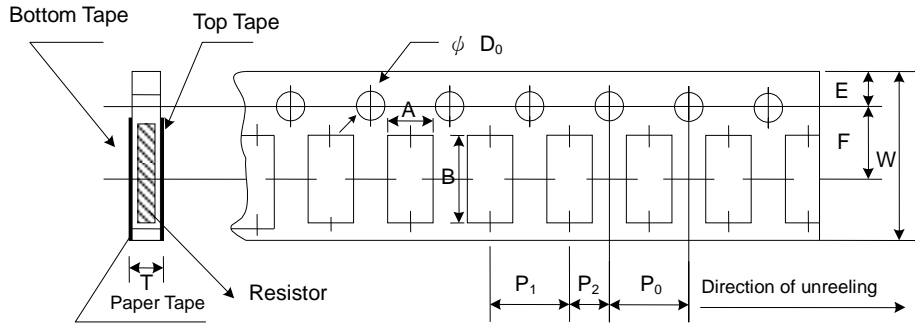 Bottom Tape
Top Tape
ϕ D₀
A
E
F
W
B
T
Paper Tape
Resistor
P₁
P₂
P₀
Direction of unreeling